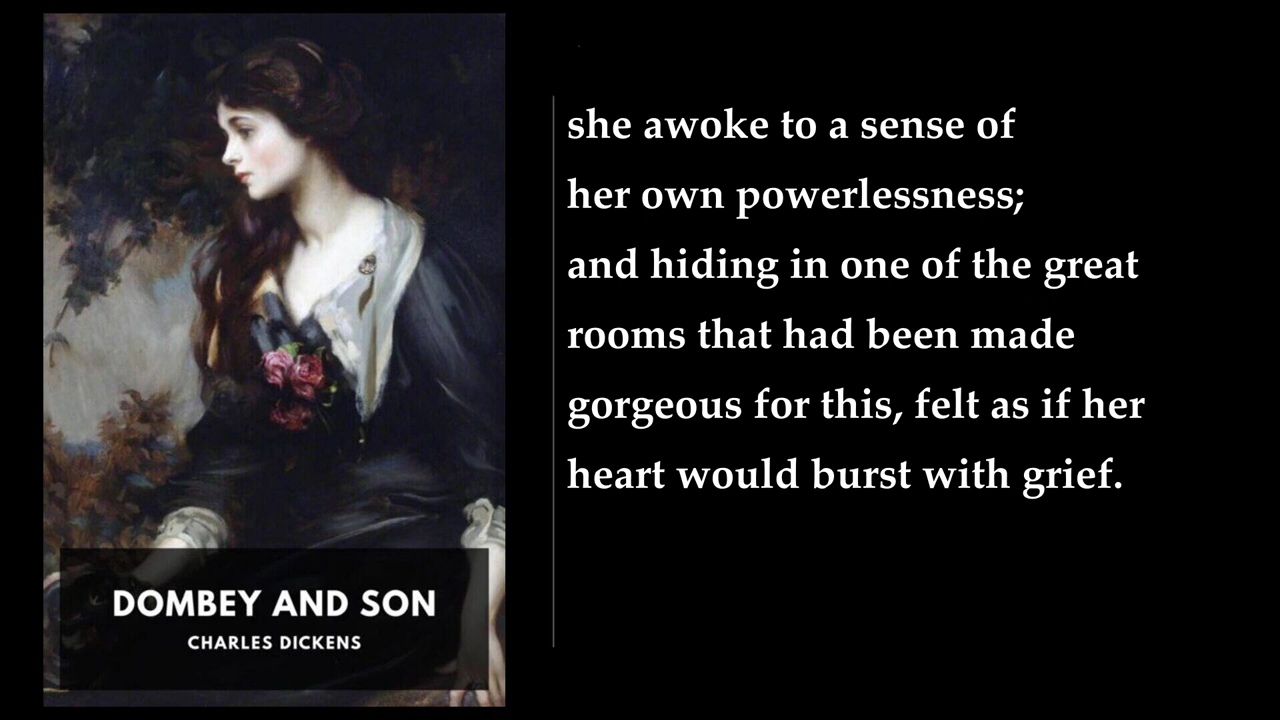 DOMBEY AND SON
CHARLES DICKENS
she awoke to a sense of
her own powerlessness;
and hiding in one of the great
rooms that had been made
gorgeous for this, felt as if her
heart would burst with grief.